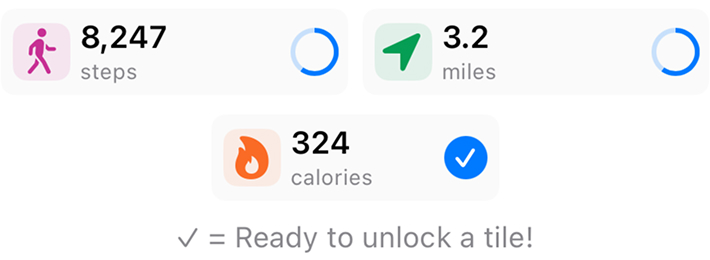 8,247
steps
3.2
miles
324
calories
✓ = Ready to unlock a tile!